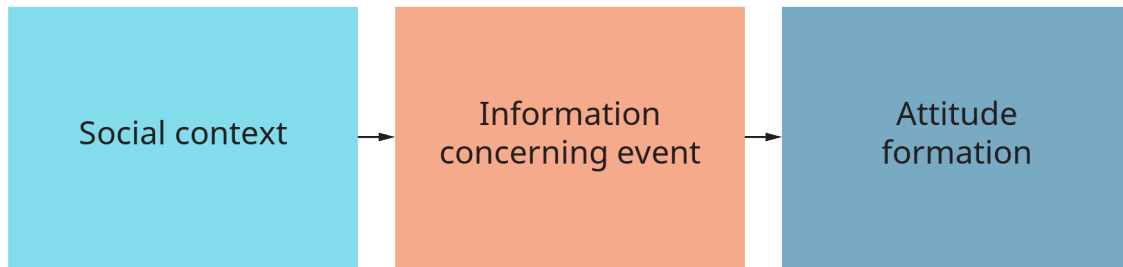 Social context
Information
concerning event
Attitude
formation